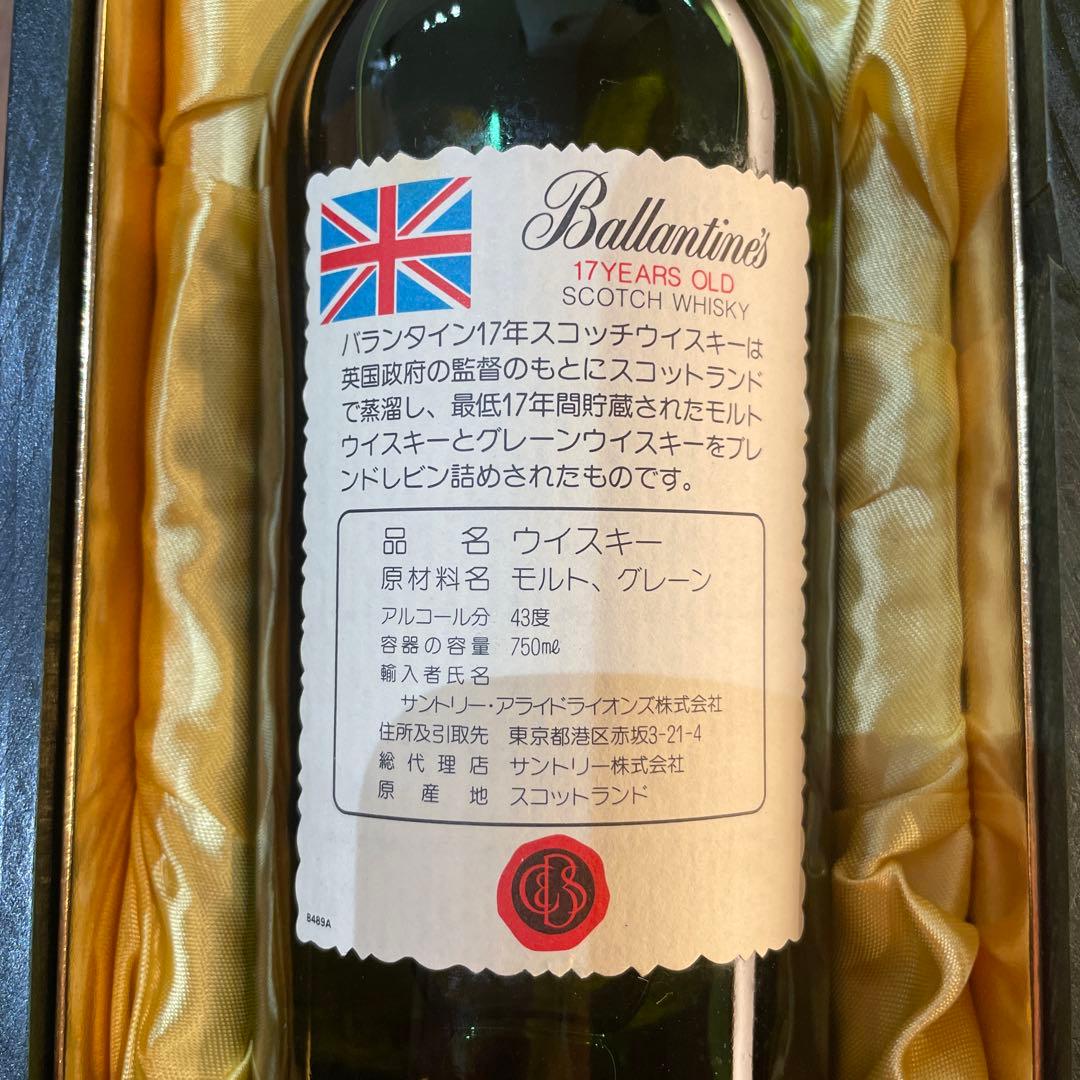 Ballantine's
17 YEARS OLD
SCOTCH WHISKY
バランタイン17年スコッチウイスキーは
英国政府の監督のもとにスコットランド
で蒸溜し、最低17年間貯蔵されたモルト
ウイスキーとグレーンウイスキーをブレ
ンドしビン詰めされたものです。
品名 ウイスキー
原材料名 モルト、グレーン
アルコール分 43度
容器の容量 750mℓ
輸入者氏名
サントリー・アライドライオンズ株式会社
住所及引取先 東京都港区赤坂3-21-4
総代理店 サントリー株式会社
原産地 スコットランド
8489A